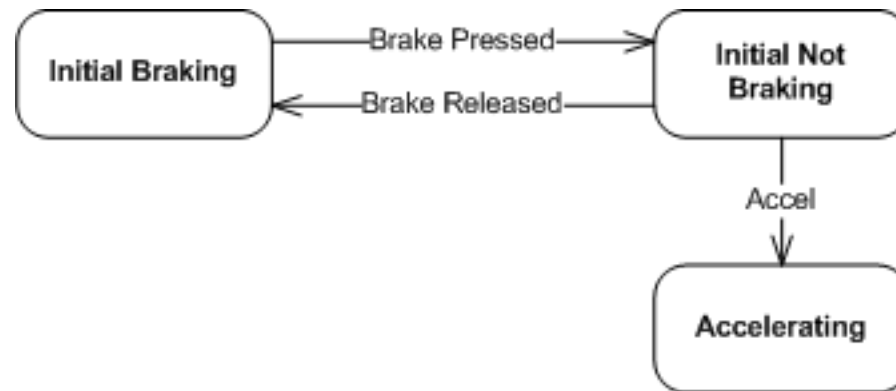 Initial Braking
Brake Pressed
Brake Released
Initial Not
Braking
Accel
Accelerating